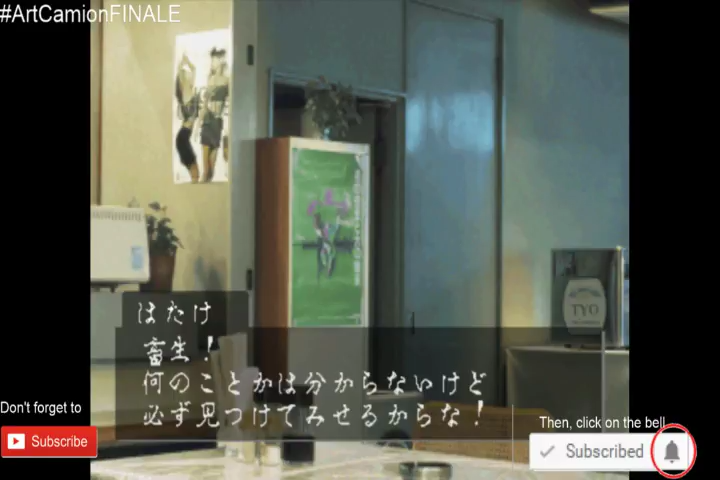 #ArtCamionFINALE
TYO
はたけ
畜生!
何のことかは分からないけど
必ず見つけてみせるからな!
Don't forget to
Subscribe
Then, click on the bell
Subscribed